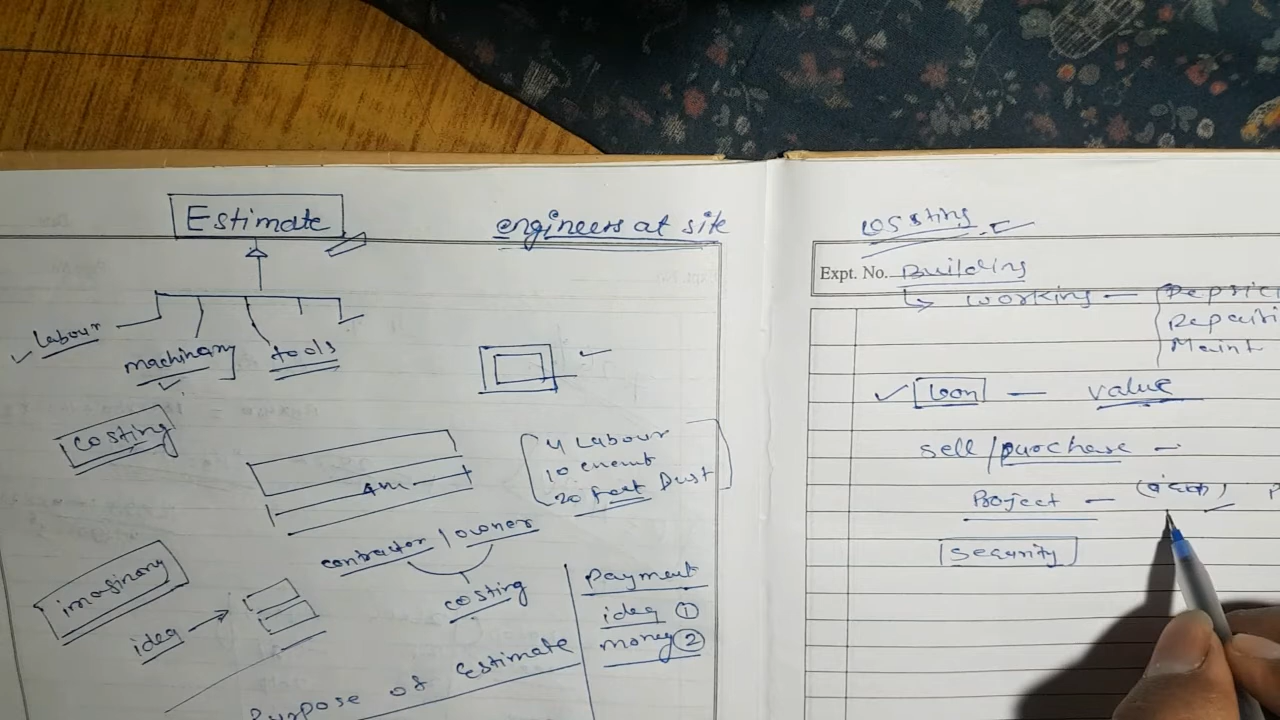 Estimate
engineers at site
labour
machinary
tools
costing
4m
4 Labour
10 cement
20 feet Dust
contractor / owner
costing
imaginary
idea
Payment
idea ①
money ②
Purpose of Estimate
costing
Expt. No. Building
working - Deprici
Repairi
Maint
loan - value
sell/purchase -
Project -
security